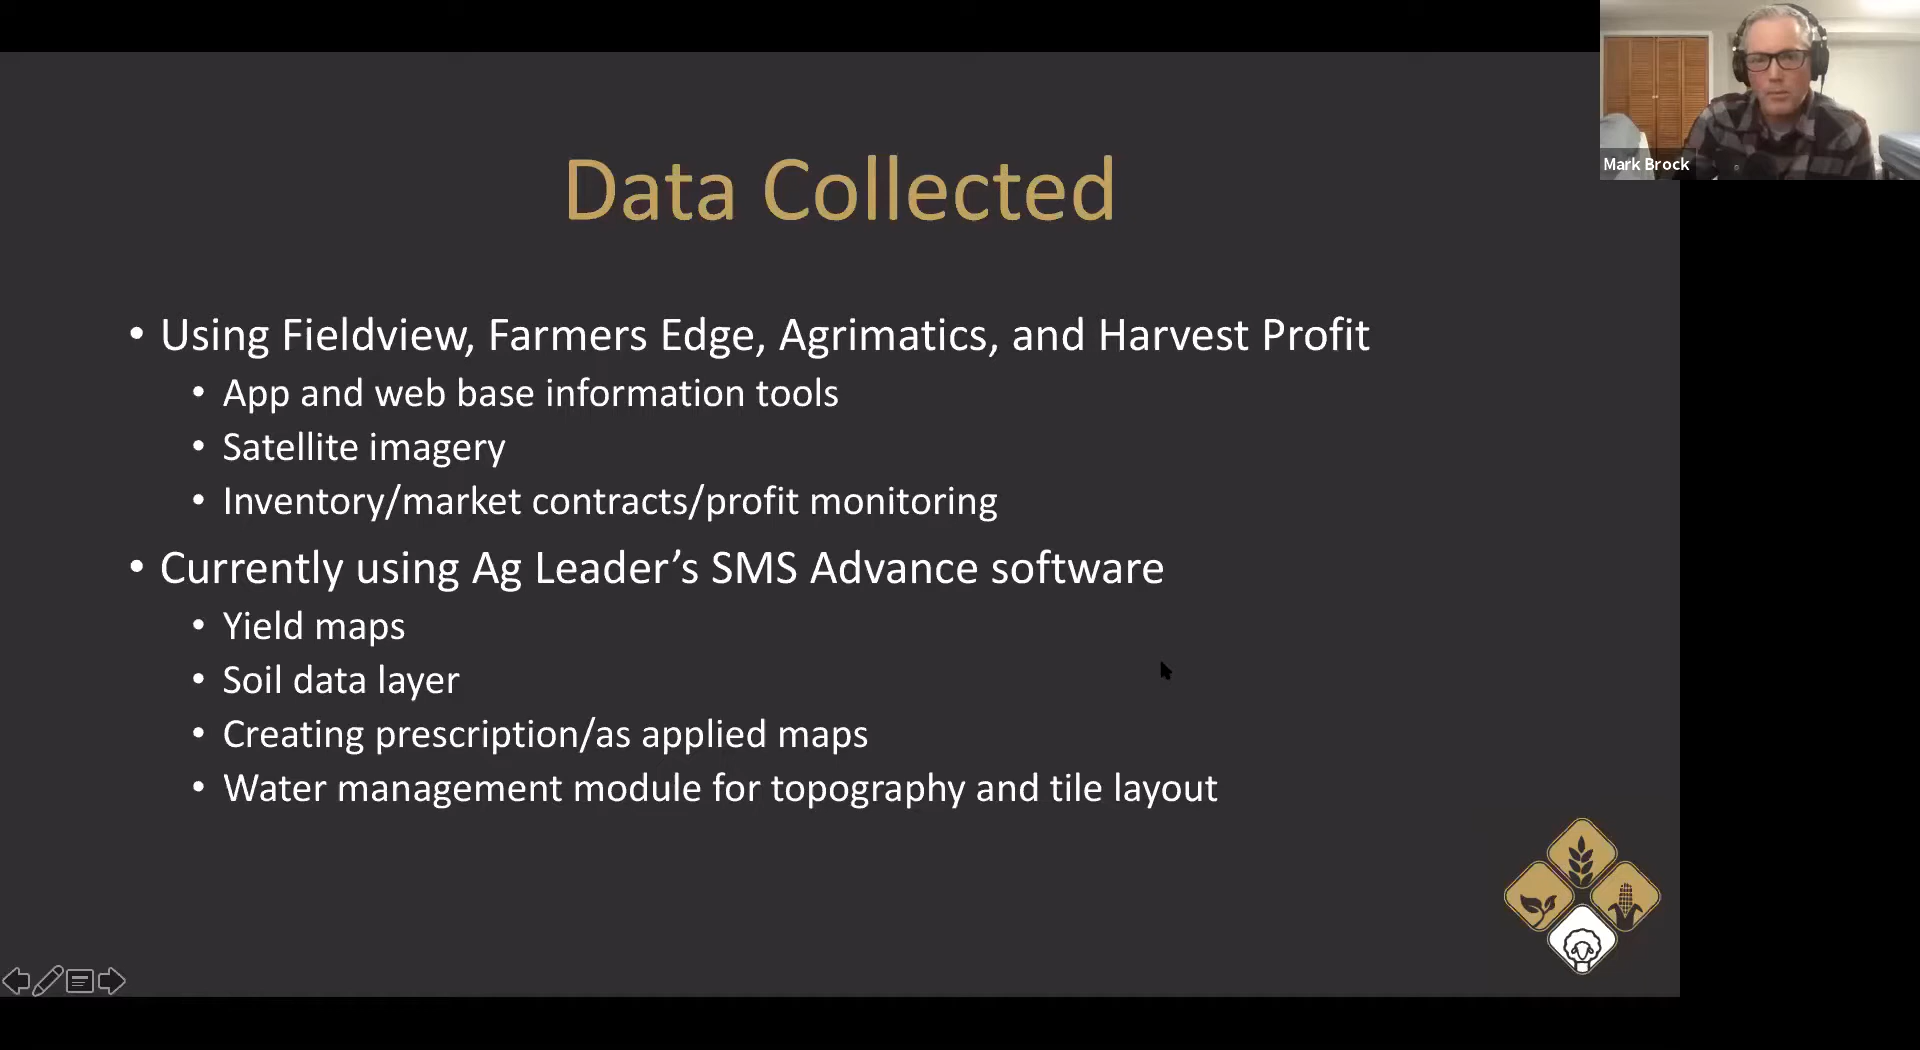 Mark Brock
Data Collected
• Using Fieldview, Farmers Edge, Agrimatics, and Harvest Profit
• App and web base information tools
• Satellite imagery
• Inventory/market contracts/profit monitoring
• Currently using Ag Leader’s SMS Advance software
• Yield maps
• Soil data layer
• Creating prescription/as applied maps
• Water management module for topography and tile layout